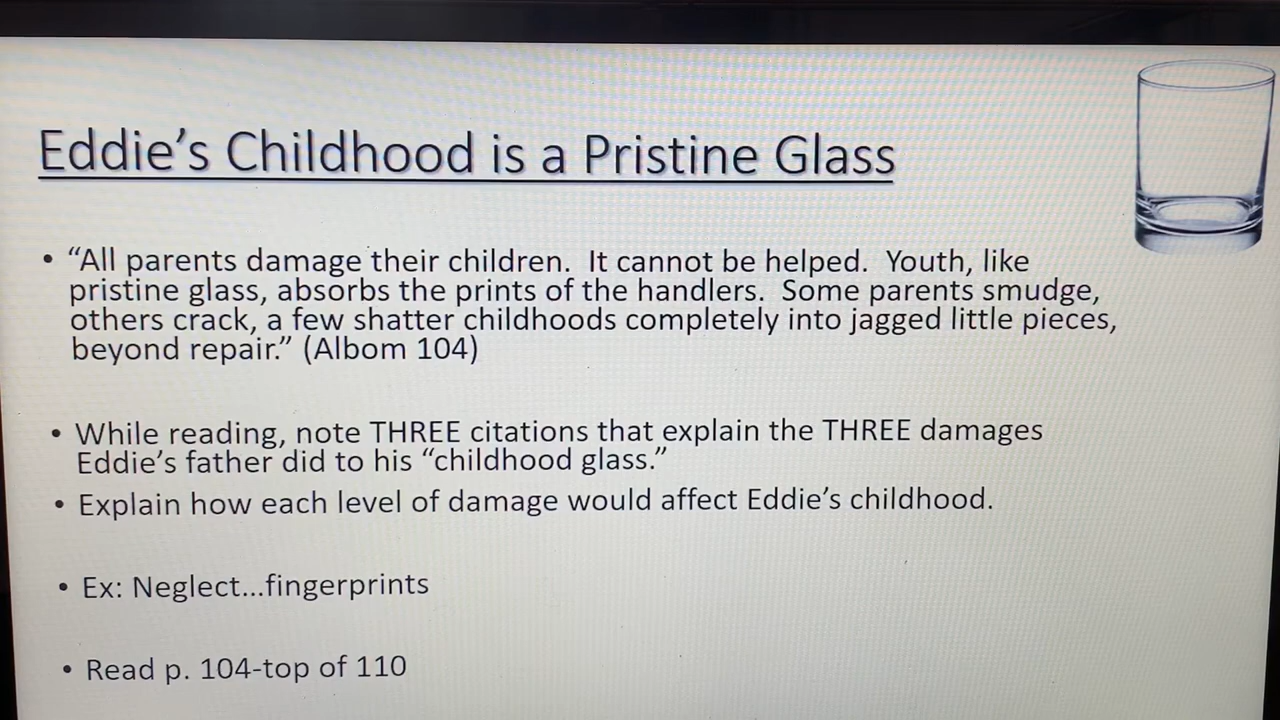 Eddie's Childhood is a Pristine Glass
• "All parents damage their children.  It cannot be helped.  Youth, like
pristine glass, absorbs the prints of the handlers.  Some parents smudge,
others crack, a few shatter childhoods completely into jagged little pieces,
beyond repair." (Albom 104)
• While reading, note THREE citations that explain the THREE damages
Eddie's father did to his "childhood glass."
• Explain how each level of damage would affect Eddie's childhood.
• Ex: Neglect...fingerprints
• Read p. 104-top of 110